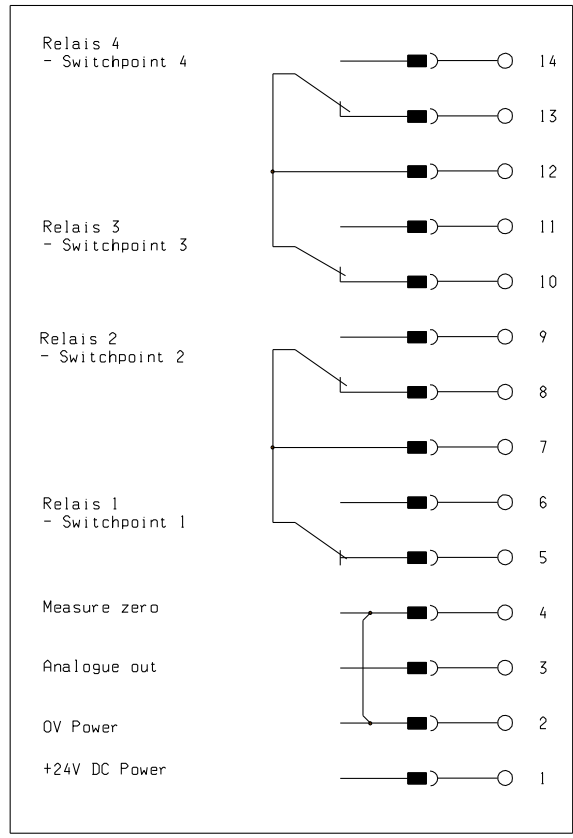 Relais 4
- Switchpoint 4
14
13
12
Relais 3
- Switchpoint 3
11
10
Relais 2
- Switchpoint 2
9
8
7
Relais 1
- Switchpoint 1
6
5
Measure zero
4
Analogue out
3
0V Power
2
+24V DC Power
1